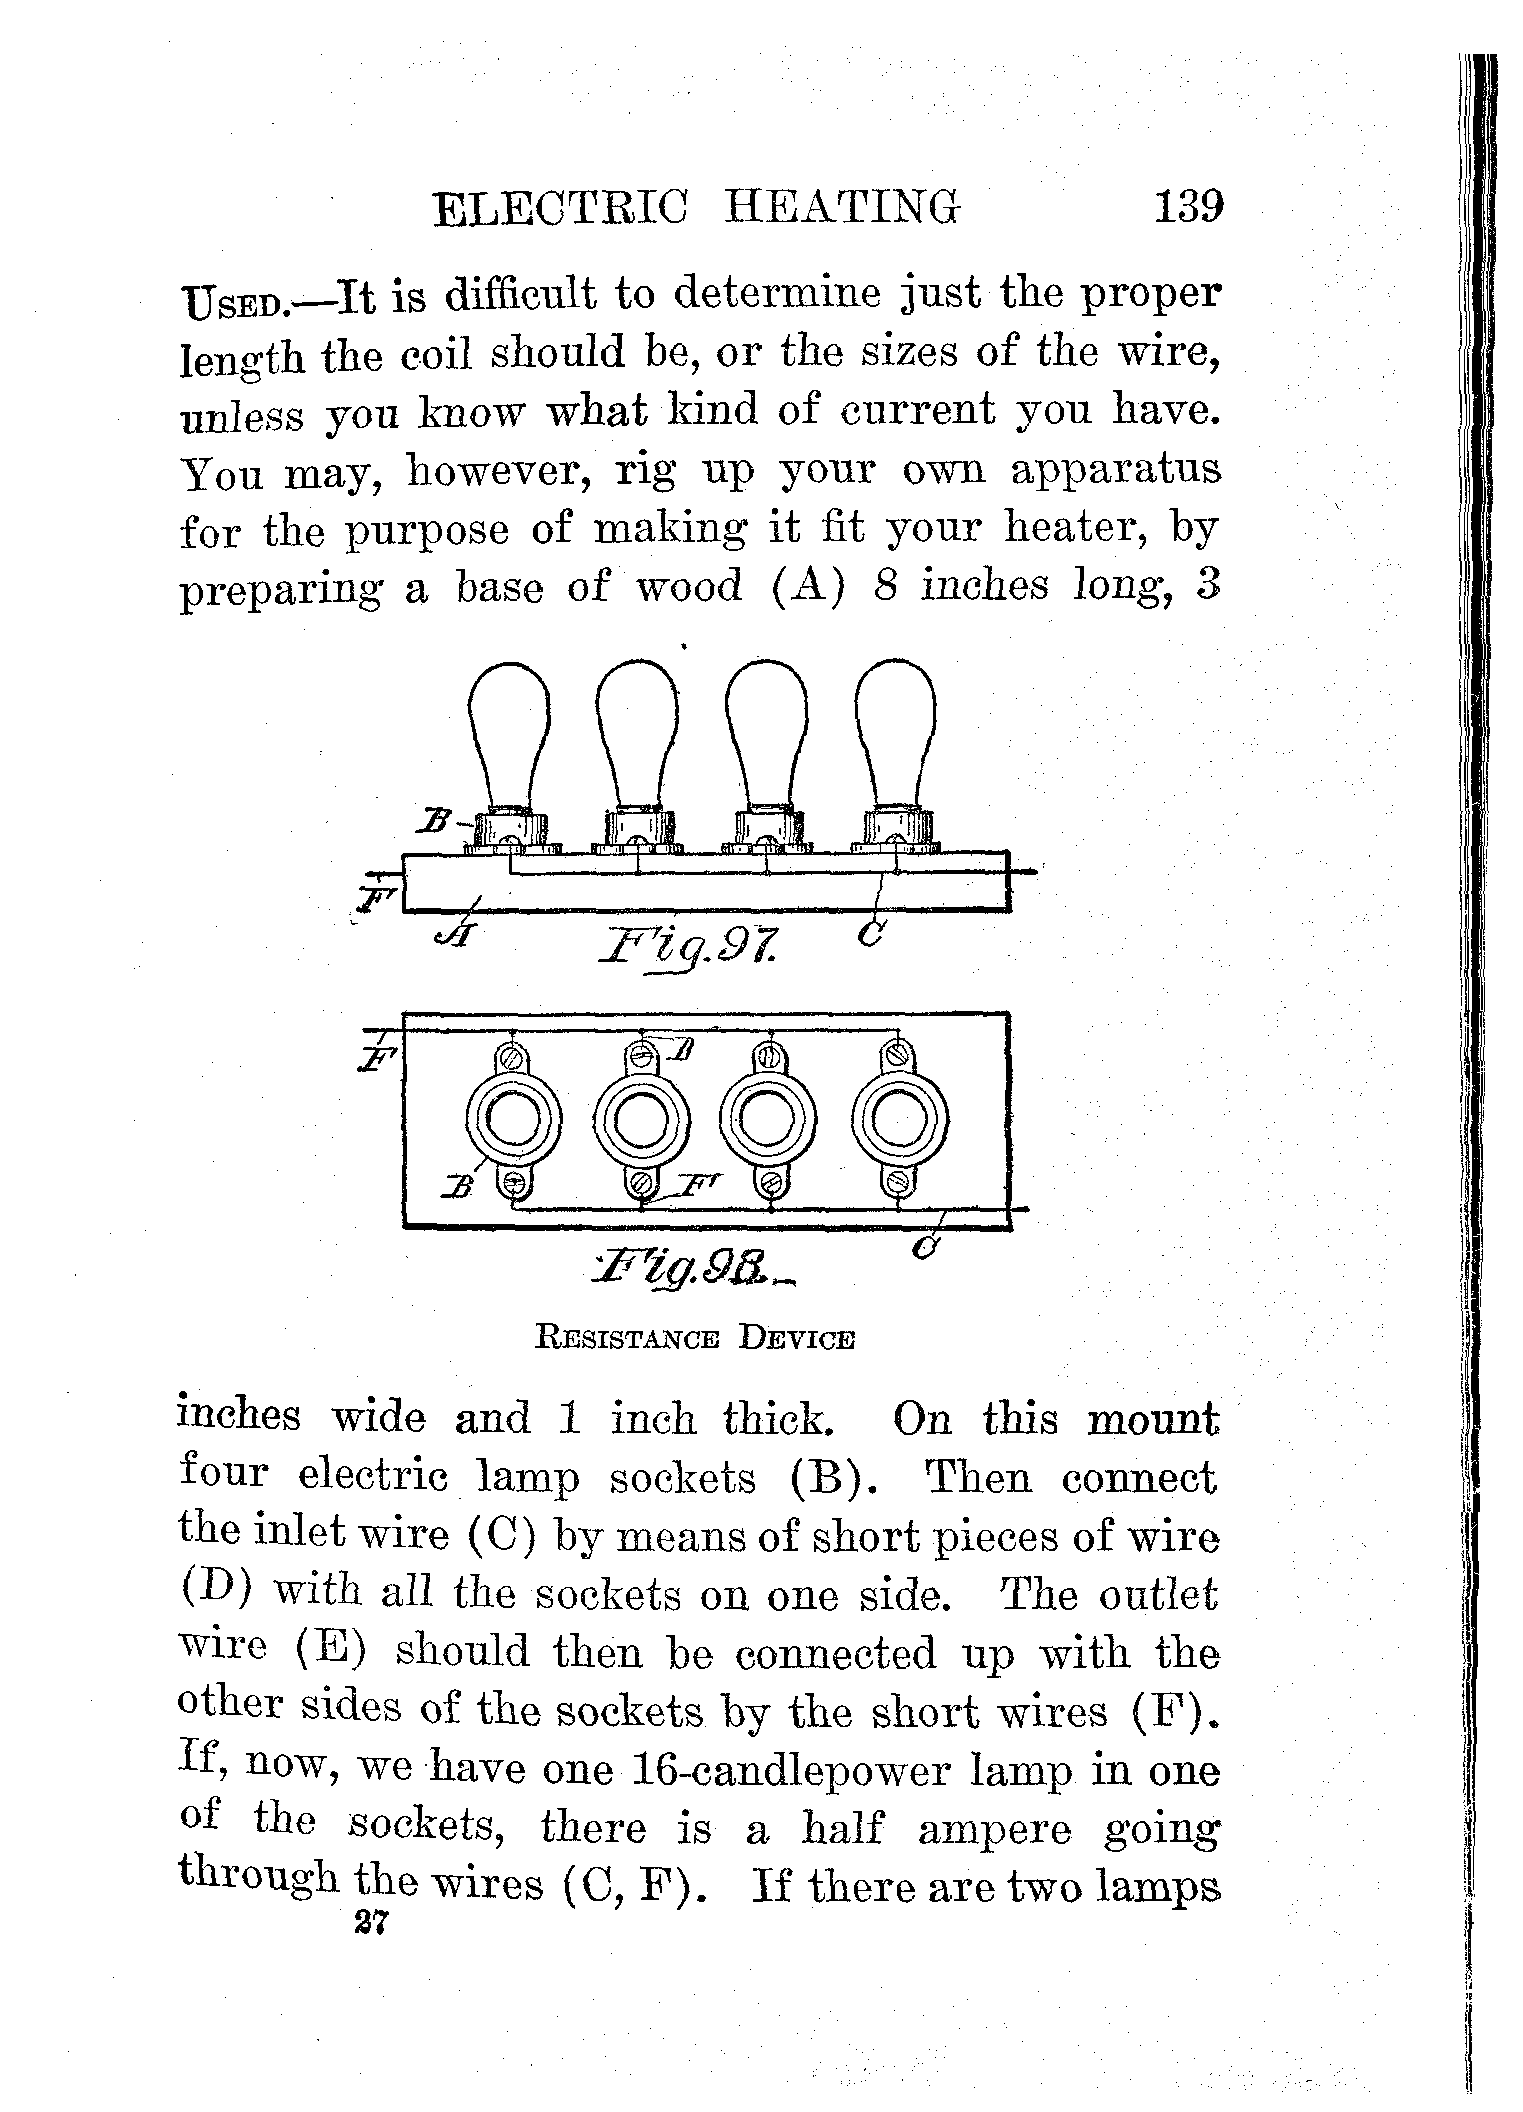 ELECTRIC HEATING 139
USED.—It is difficult to determine just the proper
length the coil should be, or the sizes of the wire,
unless you know what kind of current you have.
You may, however, rig up your own apparatus
for the purpose of making it fit your heater, by
preparing a base of wood (A) 8 inches long, 3
B
F
A
Fig. 97.
C
F
D
B
F
C
Fig. 98.
RESISTANCE DEVICE
inches wide and 1 inch thick. On this mount
four electric lamp sockets (B). Then connect
the inlet wire (C) by means of short pieces of wire
(D) with all the sockets on one side. The outlet
wire (E) should then be connected up with the
other sides of the sockets by the short wires (F).
If, now, we have one 16-candlepower lamp in one
of the sockets, there is a half ampere going
through the wires (C, F). If there are two lamps
27